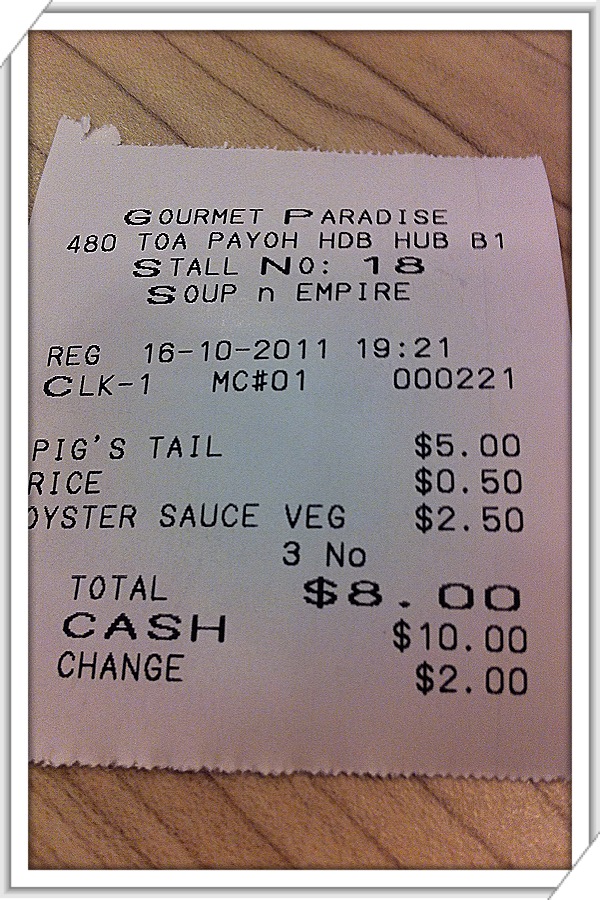 GOURMET PARADISE
480 TOA PAYOH HDB HUB B1
STALL NO: 18
SOUP n EMPIRE
REG 16-10-2011 19:21
CLK-1 MC#01 000221
PIG'S TAIL $5.00
RICE $0.50
OYSTER SAUCE VEG $2.50
3 No
TOTAL $8.00
CASH $10.00
CHANGE $2.00